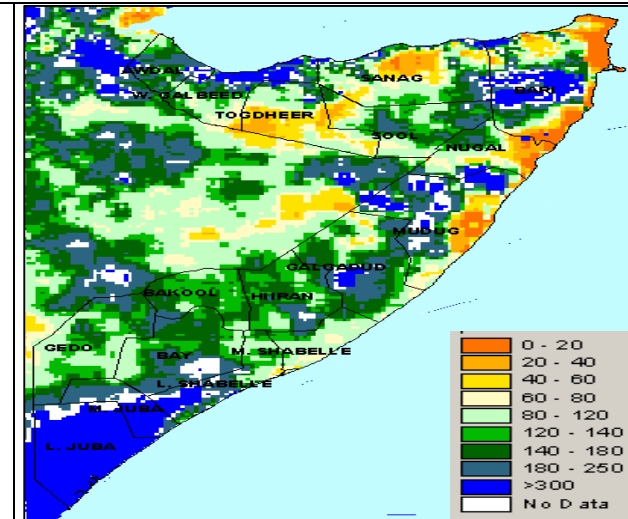 AWDAL
W. GALBEED
TOGDHEER
SANAG
BARI
SOOL
NUGAL
MUDUG
GALGADUD
BAKOOL
HIIRAN
GEDO
BAY
M. SHABELLE
L. SHABELLE
M. JUBA
L. JUBA
0 - 20
20 - 40
40 - 60
60 - 80
80 - 120
120 - 140
140 - 180
180 - 250
>300
No Data